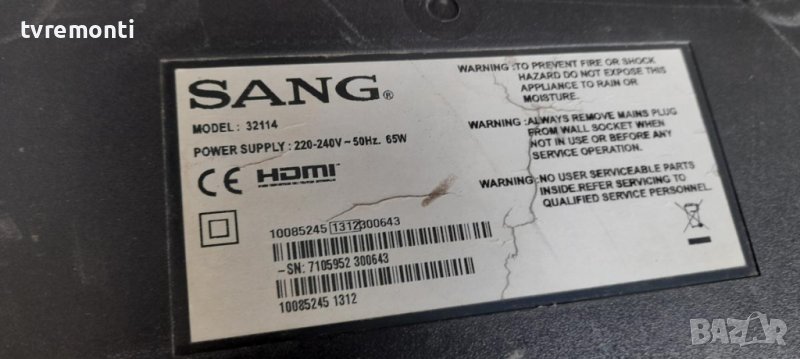 tvremonti
SANG®
MODEL: 32114
POWER SUPPLY : 220-240V ~ 50Hz. 65W
CE HDMI
10085245 1312 300643
-SN: 7105952 300643
10085245 1312
WARNING :TO PREVENT FIRE OR SHOCK
HAZARD DO NOT EXPOSE THIS
APPLIANCE TO RAIN OR
MOISTURE.
WARNING :ALWAYS REMOVE MAINS PLUG
FROM WALL SOCKET WHEN
NOT IN USE OR BEFORE ANY
SERVICE OPERATION.
WARNING :NO USER SERVICEABLE PARTS
INSIDE.REFER SERVICING TO
QUALIFIED SERVICE PERSONNEL.
BAZAR